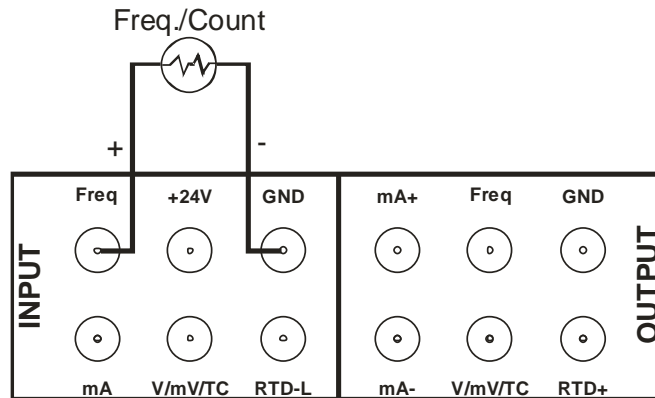 Freq./Count
+ -
Freq +24V GND mA+ Freq GND
INPUT
OUTPUT
mA V/mV/TC RTD-L mA- V/mV/TC RTD+